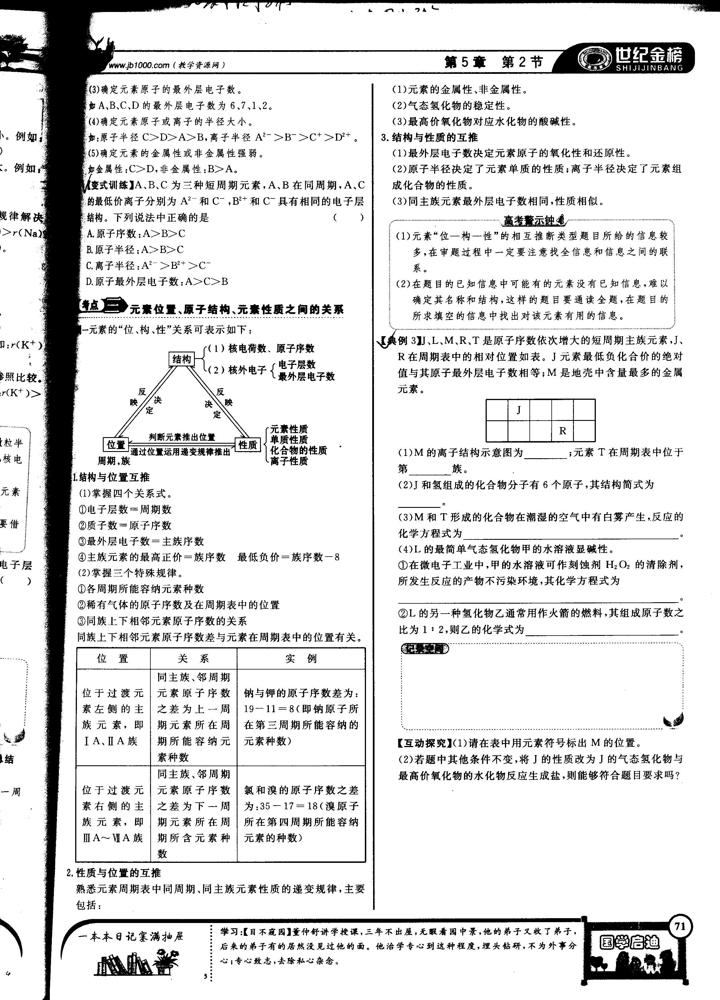 www.jb1000.com（教学资源网）
第5章 第2节
世纪金榜
SHIJIJINBANG
(3)确定元素原子的最外层电子数。
如A、B、C、D的最外层电子数为6、7、1、2。
(4)确定元素原子或离子的半径大小。
如:原子半径C＞D＞A＞B,离子半径A²⁻＞B⁻＞C⁺＞D²⁺。
(5)确定元素的金属性或非金属性强弱。
如金属性:C＞D,非金属性:B＞A。
【变式训练】A、B、C为三种短周期元素,A、B在同周期,A、C
的最低价离子分别为A²⁻和C⁻,B²⁺和C⁻具有相同的电子层
结构。下列说法中正确的是 (　　)
A.原子序数:A＞B＞C
B.原子半径:A＞B＞C
C.离子半径:A²⁻＞B²⁺＞C⁻
D.原子最外层电子数:A＞C＞B
考点三 元素位置、原子结构、元素性质之间的关系
一元素的“位、构、性”关系可表示如下:
结构
(1)核电荷数、原子序数
(2)核外电子
电子层数
最外层电子数
反映
决定
反映
决定
位置
判断元素推出位置
通过位置运用递变规律推出
性质
周期,族
元素性质
单质性质
化合物的性质
离子性质
1.结构与位置互推
(1)掌握四个关系式。
①电子层数＝周期数
②质子数＝原子序数
③最外层电子数＝主族序数
④主族元素的最高正价＝族序数　最低负价＝族序数－8
(2)掌握三个特殊规律。
①各周期所能容纳元素种数
②稀有气体的原子序数及在周期表中的位置
③同族上下相邻元素原子序数的关系
同族上下相邻元素原子序数差与元素在周期表中的位置有关。
位　置
关　系
实　例
位于过渡元
素左侧的主
族元素，即
ⅠA、ⅡA族
同主族、邻周期
元素原子序数
之差为上一周
期元素所在周
期所能容纳元
素种数
钠与钾的原子序数差为:
19－11＝8(即钠原子所
在第三周期所能容纳的
元素种数)
位于过渡元
素右侧的主
族元素，即
ⅢA～ⅦA族
同主族、邻周期
元素原子序数
之差为下一周
期元素所在周
期所含元素种
数
氯和溴的原子序数之差
为:35－17＝18(溴原子
所在第四周期所能容纳
元素的种数)
2.性质与位置的互推
熟悉元素周期表中同周期、同主族元素性质的递变规律,主要
包括:
(1)元素的金属性、非金属性。
(2)气态氢化物的稳定性。
(3)最高价氧化物对应水化物的酸碱性。
3.结构与性质的互推
(1)最外层电子数决定元素原子的氧化性和还原性。
(2)原子半径决定了元素单质的性质;离子半径决定了元素组
成化合物的性质。
(3)同主族元素最外层电子数相同,性质相似。
高考警示钟
(1)元素“位—构—性”的相互推断类型题目所给的信息较
多,在审题过程中一定要注意找全信息和信息之间的联
系。
(2)在题目的已知信息中可能有的元素没有已知信息,难以
确定其名称和结构,这样的题目要通读全题,在题目的
所求填空的信息中找出对该元素有用的信息。
【典例3】J、L、M、R、T是原子序数依次增大的短周期主族元素,J、
R在周期表中的相对位置如表。J元素最低负化合价的绝对
值与其原子最外层电子数相等;M是地壳中含量最多的金属
元素。
J
R
(1)M的离子结构示意图为________;元素T在周期表中位于
第________族。
(2)J和氢组成的化合物分子有6个原子,其结构简式为
________。
(3)M和T形成的化合物在潮湿的空气中有白雾产生,反应的
化学方程式为________________。
(4)L的最简单气态氢化物甲的水溶液显碱性。
①在微电子工业中,甲的水溶液可作刻蚀剂H₂O₂的清除剂,
所发生反应的产物不污染环境,其化学方程式为
________________。
②L的另一种氢化物乙通常用作火箭的燃料,其组成原子数之
比为1∶2,则乙的化学式为________________。
记录空间
【互动探究】(1)请在表中用元素符号标出M的位置。
(2)若题中其他条件不变,将J的性质改为J的气态氢化物与
最高价氧化物的水化物反应生成盐,则能够符合题目要求吗?
一本本日记塞满抽屉
学习:【目不窥园】董仲舒讲学授课,三年不出屋,无暇看园中景,他的弟子又收了弟子,
后来的弟子有的居然没见过他的面。他治学专心到这种程度,埋头钻研,不为外事分
心;专心致志,去除私心杂念。
71
国学启迪
小。例如:
。例如:
规律解决
＞r(Na)
:r(K⁺)
参照比较。
r(K⁺)＞
粒半
核电
元素
要借
电子层
(　　)
总结
一周